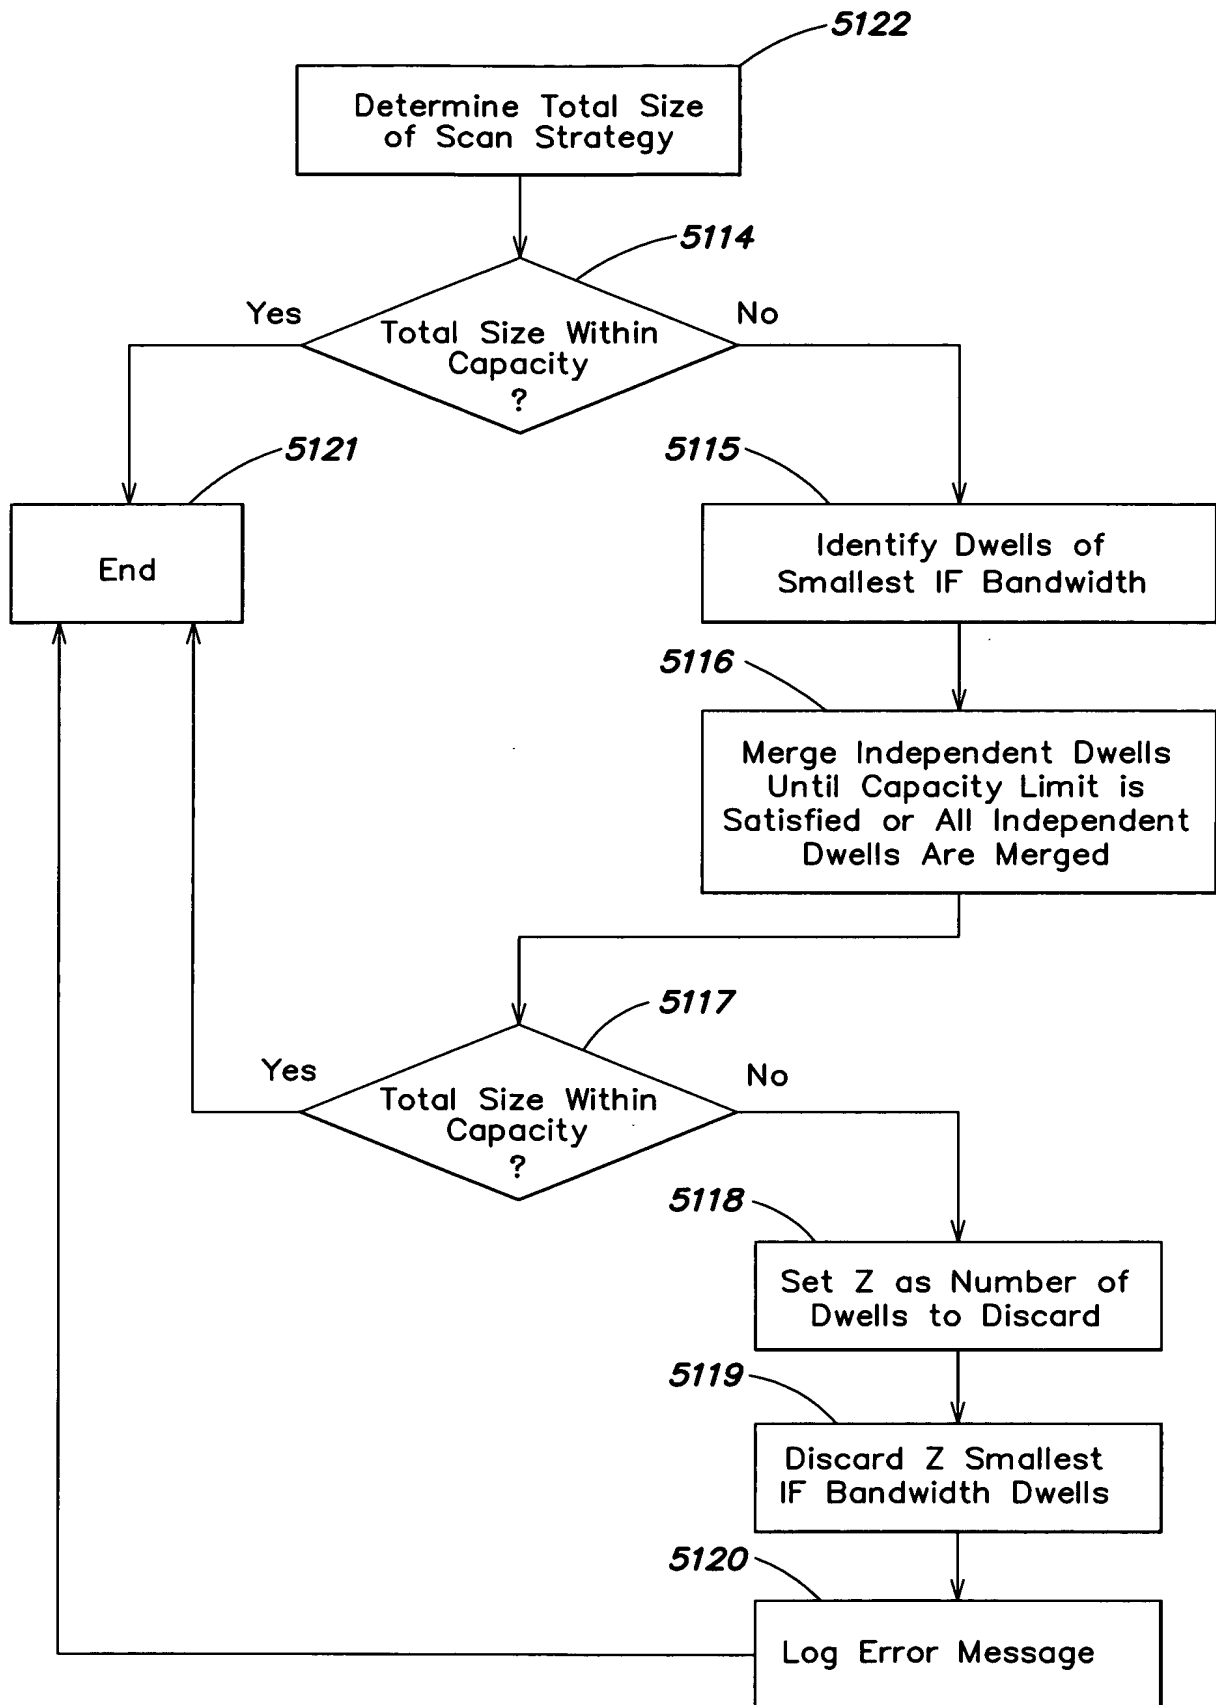 5122
Determine Total Size
of Scan Strategy
5114
Yes
No
Total Size Within
Capacity
?
5121
5115
End
Identify Dwells of
Smallest IF Bandwidth
5116
Merge Independent Dwells
Until Capacity Limit is
Satisfied or All Independent
Dwells Are Merged
5117
Yes
No
Total Size Within
Capacity
?
5118
Set Z as Number of
Dwells to Discard
5119
Discard Z Smallest
IF Bandwidth Dwells
5120
Log Error Message